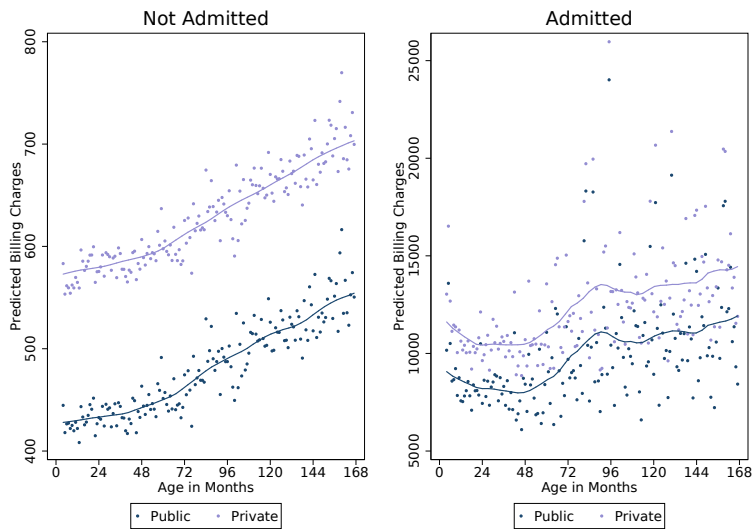 Not Admitted
Predicted Billing Charges
800
700
600
500
400
0 24 48 72 96 120 144 168
Age in Months
Public Private
Admitted
Predicted Billing Charges
25000
20000
15000
10000
5000
0 24 48 72 96 120 144 168
Age in Months
Public Private